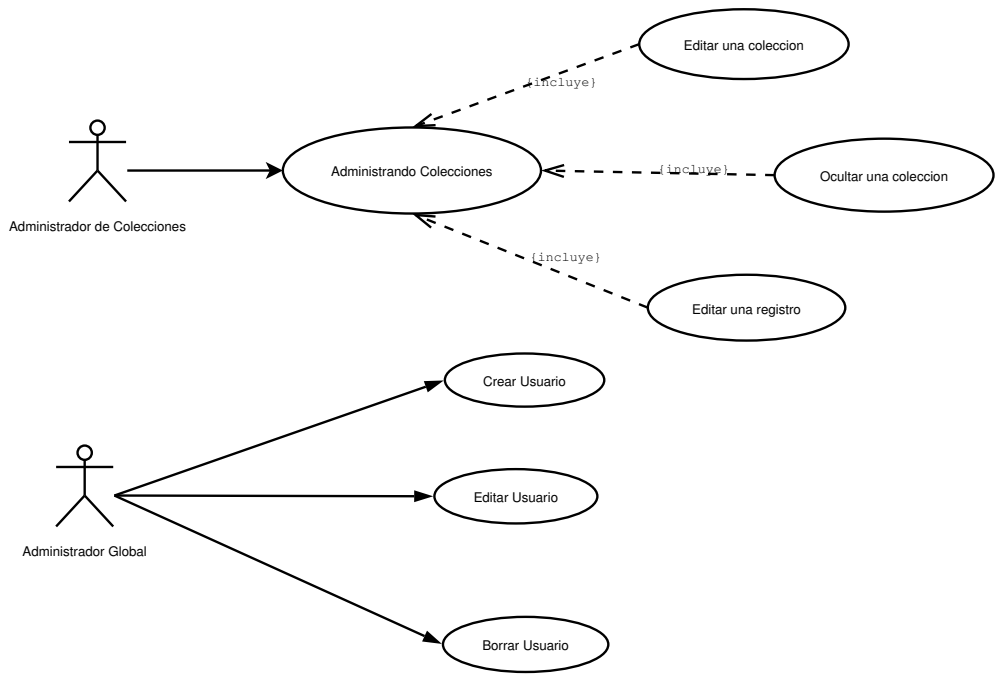 Editar una coleccion
{incluye}
Administrando Colecciones
{incluye}
Ocultar una coleccion
Administrador de Colecciones
{incluye}
Editar una registro
Crear Usuario
Editar Usuario
Administrador Global
Borrar Usuario